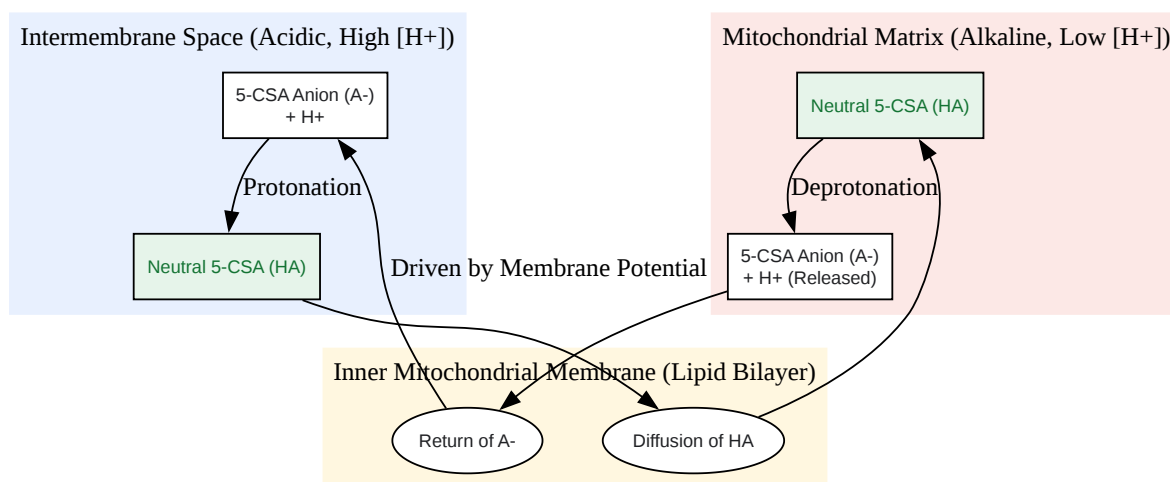 Intermembrane Space (Acidic, High [H+])
5-CSA Anion (A-)
+ H+
Protonation
Neutral 5-CSA (HA)
Driven by Membrane Potential
Mitochondrial Matrix (Alkaline, Low [H+])
Neutral 5-CSA (HA)
Deprotonation
5-CSA Anion (A-)
+ H+ (Released)
Inner Mitochondrial Membrane (Lipid Bilayer)
Return of A-
Diffusion of HA